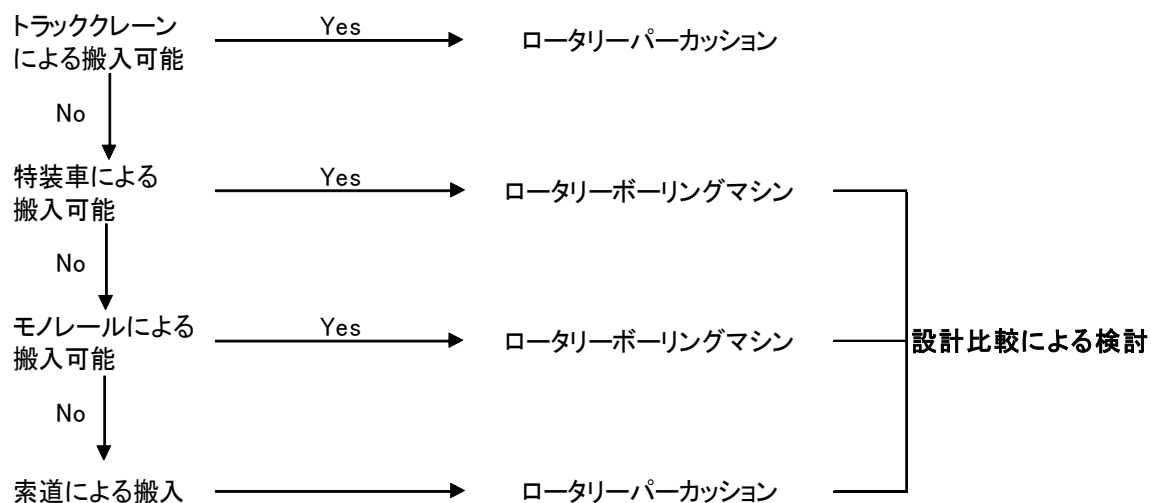 トラッククレーン
による搬入可能
Yes
ロータリーパーカッション
No
特装車による
搬入可能
Yes
ロータリーボーリングマシン
No
モノレールによる
搬入可能
Yes
ロータリーボーリングマシン
設計比較による検討
No
索道による搬入
ロータリーパーカッション